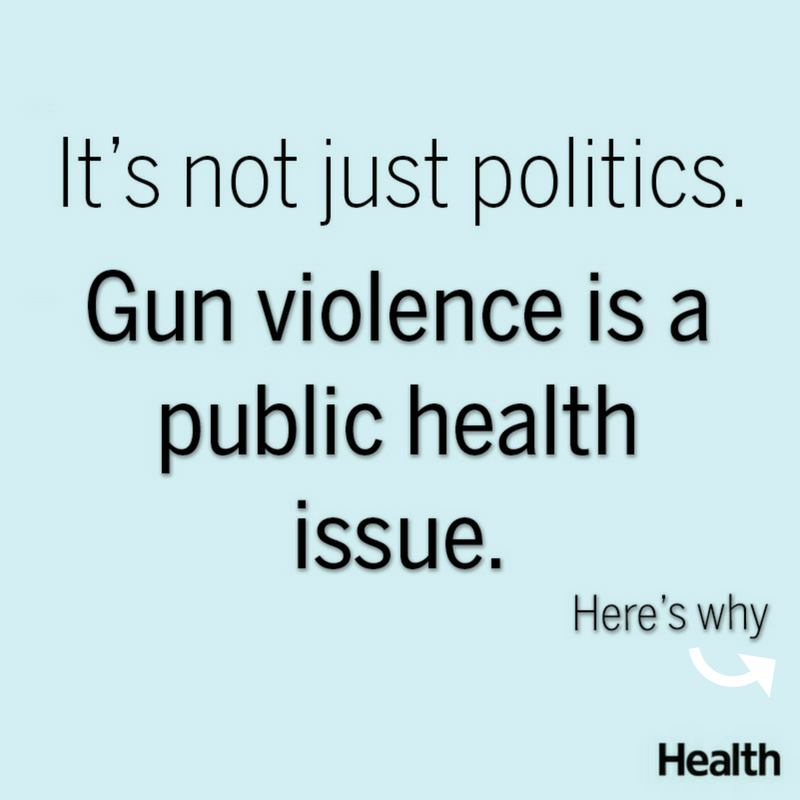 It’s not just politics.
Gun violence is a
public health
issue.
Here’s why
Health